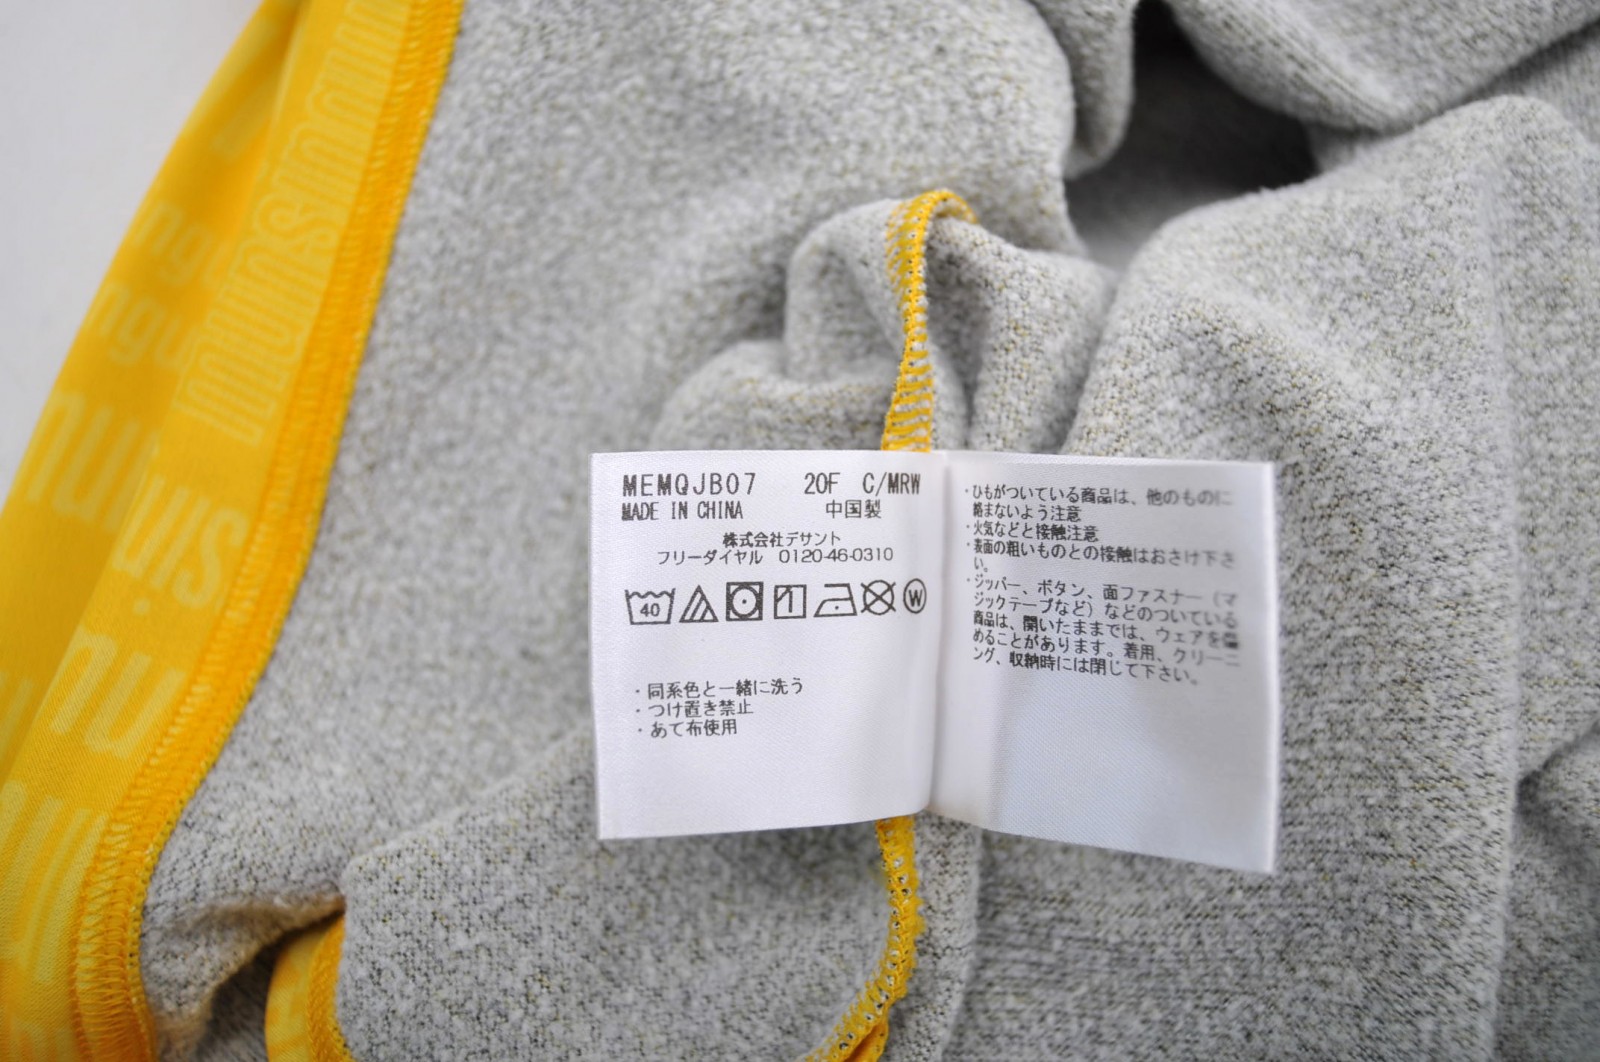 MEMQJB07 20F C/MRW
MADE IN CHINA 中国製
株式会社デサント
フリーダイヤル 0120-46-0310
40
W
・同系色と一緒に洗う
・つけ置き禁止
・あて布使用
・ひもがついている商品は、他のものに
絡まないよう注意
・火気などと接触注意
・表面の粗いものとの接触はおさけ下さ
い。
・ジッパー、ボタン、面ファスナー（マ
ジックテープなど）などのついている
商品は、開いたままでは、ウェアを傷
めることがあります。着用、クリーニ
ング、収納時には閉じて下さい。